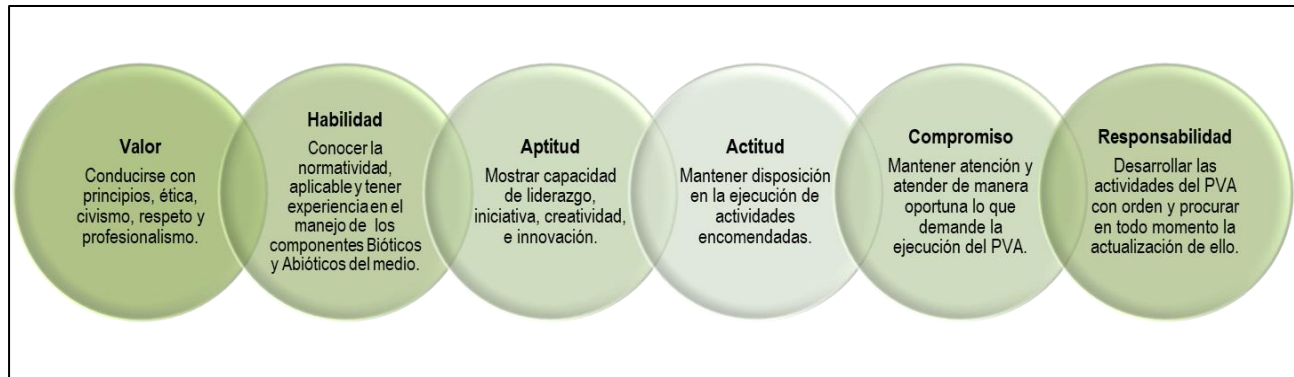 Valor
Conducirse con
principios, ética,
civismo, respeto y
profesionalismo.
Habilidad
Conocer la
normatividad,
aplicable y tener
experiencia en el
manejo de los
componentes Bióticos
y Abióticos del medio.
Aptitud
Mostrar capacidad
de liderazgo,
iniciativa, creatividad,
e innovación.
Actitud
Mantener disposición
en la ejecución de
actividades
encomendadas.
Compromiso
Mantener atención y
atender de manera
oportuna lo que
demande la
ejecución del PVA.
Responsabilidad
Desarrollar las
actividades del PVA
con orden y procurar
en todo momento la
actualización de ello.